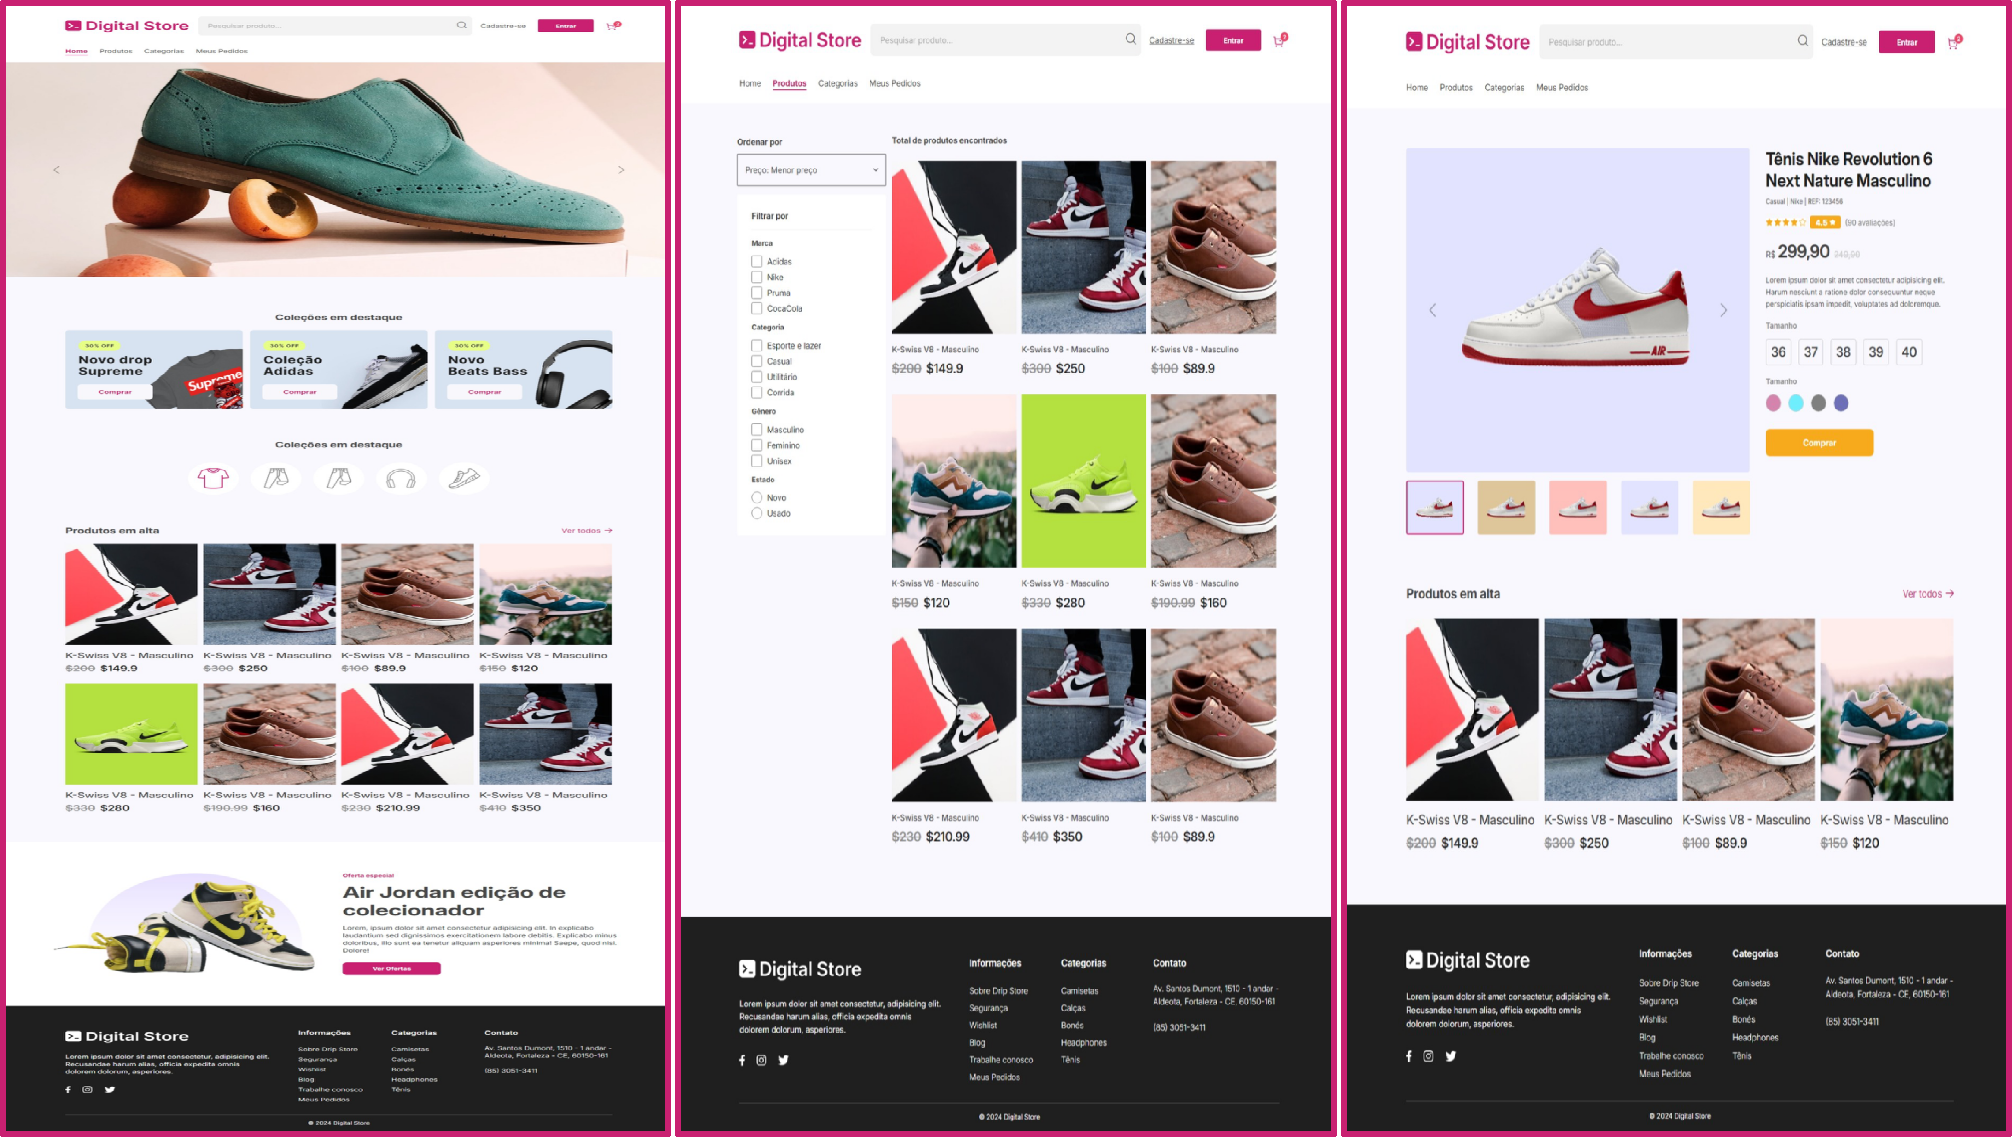 Digital Store
Pesquisar produto...
Cadastre-se
Entrar
2
Home Produtos Categorias Meus Pedidos
Coleções em destaque
30% OFF
Novo drop
Supreme
Comprar
Supreme
30% OFF
Coleção
Adidas
Comprar
30% OFF
Novo
Beats Bass
Comprar
Coleções em destaque
Produtos em alta
Ver todos →
K-Swiss V8 - Masculino
$200 $149.9
K-Swiss V8 - Masculino
$300 $250
K-Swiss V8 - Masculino
$100 $89.9
K-Swiss V8 - Masculino
$150 $120
K-Swiss V8 - Masculino
$330 $280
K-Swiss V8 - Masculino
$190.99 $160
K-Swiss V8 - Masculino
$230 $210.99
K-Swiss V8 - Masculino
$410 $350
Oferta especial
Air Jordan edição de
colecionador
Lorem, ipsum dolor sit amet consectetur adipisicing elit. In explicabo
laudantium sed dignissimos exercitationem labore debitis. Explicabo minus
doloribus, illo sunt ea tenetur aliquam asperiores minima! Saepe, quod nisi.
Dolore!
Ver Ofertas
Digital Store
Lorem ipsum dolor sit amet consectetur, adipisicing elit.
Recusandae harum alias, officia expedita omnis
dolorem dolorum, asperiores.
Informações
Sobre Drip Store
Segurança
Wishlist
Blog
Trabalhe conosco
Meus Pedidos
Categorias
Camisetas
Calças
Bonés
Headphones
Tênis
Contato
Av. Santos Dumont, 1510 - 1 andar -
Aldeota, Fortaleza - CE, 60150-161
(85) 3051-3411
© 2024 Digital Store
Digital Store
Pesquisar produto...
Cadastre-se
Entrar
2
Home Produtos Categorias Meus Pedidos
Ordenar por
Preço: Menor preço
Filtrar por
Marca
Acidas
Nike
Pruma
CocaCola
Categoria
Esporte e lazer
Casual
Utilitário
Corrida
Gênero
Masculino
Feminino
Unisex
Estado
Novo
Usado
Total de produtos encontrados
K-Swiss V8 - Masculino
$200 $149.9
K-Swiss V8 - Masculino
$300 $250
K-Swiss V8 - Masculino
$100 $89.9
K-Swiss V8 - Masculino
$150 $120
K-Swiss V8 - Masculino
$330 $280
K-Swiss V8 - Masculino
$190.99 $160
K-Swiss V8 - Masculino
$230 $210.99
K-Swiss V8 - Masculino
$410 $350
K-Swiss V8 - Masculino
$100 $89.9
Digital Store
Lorem ipsum dolor sit amet consectetur, adipisicing elit.
Recusandae harum alias, officia expedita omnis
dolorem dolorum, asperiores.
Informações
Sobre Drip Store
Segurança
Wishlist
Blog
Trabalhe conosco
Meus Pedidos
Categorias
Camisetas
Calças
Bonés
Headphones
Tênis
Contato
Av. Santos Dumont, 1510 - 1 andar -
Aldeota, Fortaleza - CE, 60150-161
(85) 3051-3411
© 2024 Digital Store
Digital Store
Pesquisar produto...
Cadastre-se
Entrar
2
Home Produtos Categorias Meus Pedidos
AIR
Tênis Nike Revolution 6
Next Nature Masculino
Casual | Nike | REF: 123456
4.5
(90 avaliações)
R$ 299,90
Lorem ipsum dolor sit amet consectetur adipisicing elit.
Harum nesciunt a ratione dolor consequuntur neque
perspiciatis ipsam impedit, voluptates ad doloremque.
Tamanho
36 37 38 39 40
Tamanho
Comprar
Produtos em alta
Ver todos →
K-Swiss V8 - Masculino
$200 $149.9
K-Swiss V8 - Masculino
$300 $250
K-Swiss V8 - Masculino
$100 $89.9
K-Swiss V8 - Masculino
$150 $120
Digital Store
Lorem ipsum dolor sit amet consectetur, adipisicing elit.
Recusandae harum alias, officia expedita omnis
dolorem dolorum, asperiores.
Informações
Sobre Drip Store
Segurança
Wishlist
Blog
Trabalhe conosco
Meus Pedidos
Categorias
Camisetas
Calças
Bonés
Headphones
Tênis
Contato
Av. Santos Dumont, 1510 - 1 andar -
Aldeota, Fortaleza - CE, 60150-161
(85) 3051-3411
© 2024 Digital Store